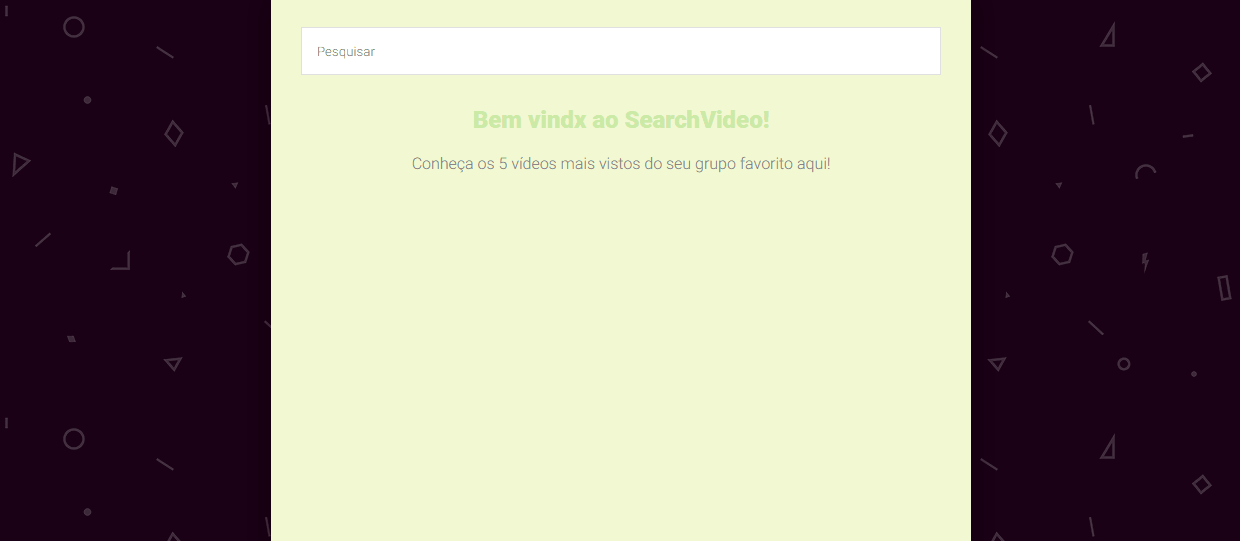 Pesquisar
Bem vindx ao SearchVideo!
Conheça os 5 vídeos mais vistos do seu grupo favorito aqui!